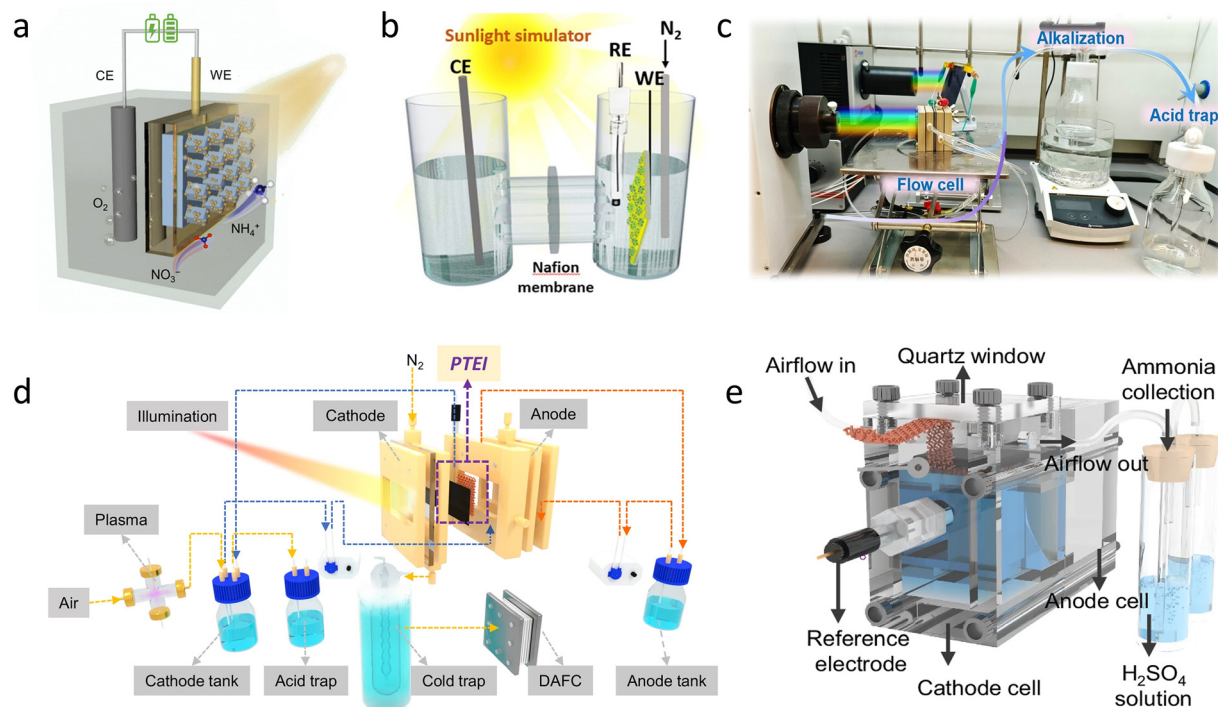 a
CE
WE
O₂
NH₄⁺
NO₃⁻
b
Sunlight simulator
CE
RE
N₂
WE
Nafion
membrane
c
Alkalization
Acid trap
Flow cell
d
N₂
PTEI
Illumination
Cathode
Anode
Plasma
Air
Cathode tank
Acid trap
Cold trap
DAFC
Anode tank
e
Airflow in
Quartz window
Ammonia
collection
Airflow out
Anode cell
Reference
electrode
Cathode cell
H₂SO₄
solution